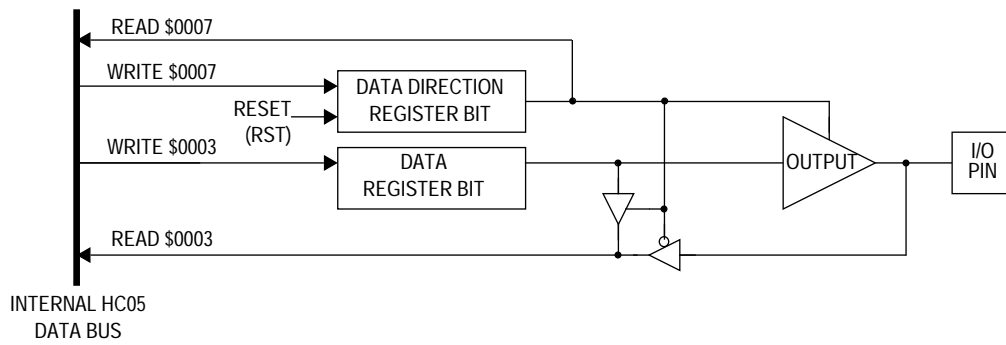 READ $0007
WRITE $0007
DATA DIRECTION
REGISTER BIT
RESET
(RST)
WRITE $0003
DATA
REGISTER BIT
OUTPUT
I/O
PIN
READ $0003
INTERNAL HC05
DATA BUS